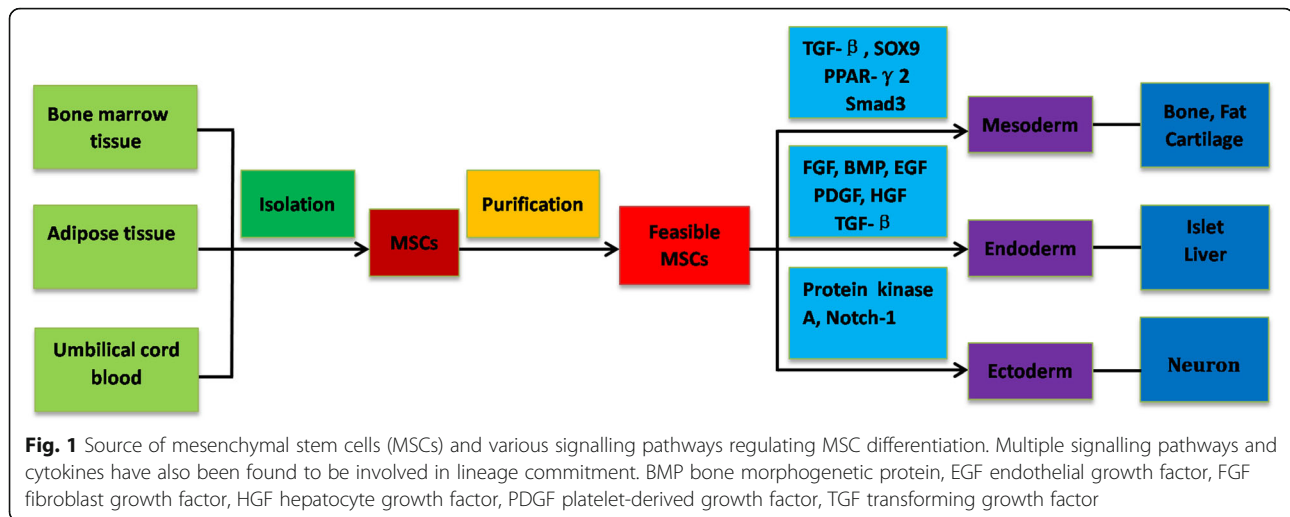 Bone marrow
tissue
Adipose tissue
Umbilical cord
blood
Isolation
MSCs
Purification
Feasible
MSCs
TGF- β , SOX9
PPAR- γ 2
Smad3
FGF, BMP, EGF
PDGF, HGF
TGF- β
Protein kinase
A, Notch-1
Mesoderm
Endoderm
Ectoderm
Bone, Fat
Cartilage
Islet
Liver
Neuron
Fig. 1 Source of mesenchymal stem cells (MSCs) and various signalling pathways regulating MSC differentiation. Multiple signalling pathways and
cytokines have also been found to be involved in lineage commitment. BMP bone morphogenetic protein, EGF endothelial growth factor, FGF
fibroblast growth factor, HGF hepatocyte growth factor, PDGF platelet-derived growth factor, TGF transforming growth factor